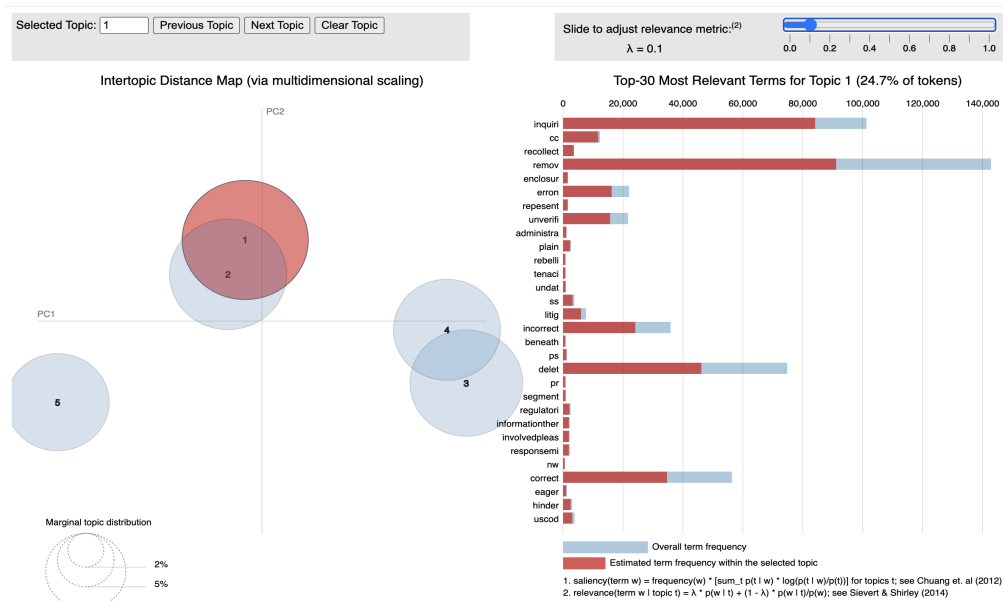 Selected Topic: 1 Previous Topic Next Topic Clear Topic
Slide to adjust relevance metric:(2)
λ = 0.1
0.0 0.2 0.4 0.6 0.8 1.0
Intertopic Distance Map (via multidimensional scaling)
PC2
PC1
1
2
4
3
5
Marginal topic distribution
2%
5%
Top-30 Most Relevant Terms for Topic 1 (24.7% of tokens)
0 20,000 40,000 60,000 80,000 100,000 120,000 140,000
inquiri
cc
recollect
remov
enclosur
erron
repesent
unverifi
administra
plain
rebelli
tenaci
undat
ss
litig
incorrect
beneath
ps
delet
pr
segment
regulatori
informationther
involvedpleas
responsemi
nw
correct
eager
hinder
uscod
Overall term frequency
Estimated term frequency within the selected topic
1. saliency(term w) = frequency(w) * [sum_t p(t | w) * log(p(t | w)/p(t))] for topics t; see Chuang et. al (2012)
2. relevance(term w | topic t) = λ * p(w | t) + (1 - λ) * p(w | t)/p(w); see Sievert & Shirley (2014)